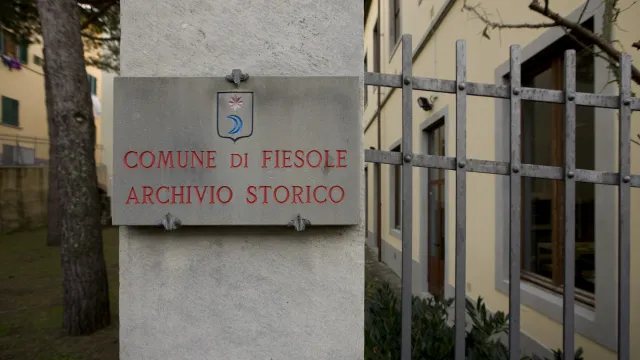 COMUNE DI FIESOLE
ARCHIVIO STORICO